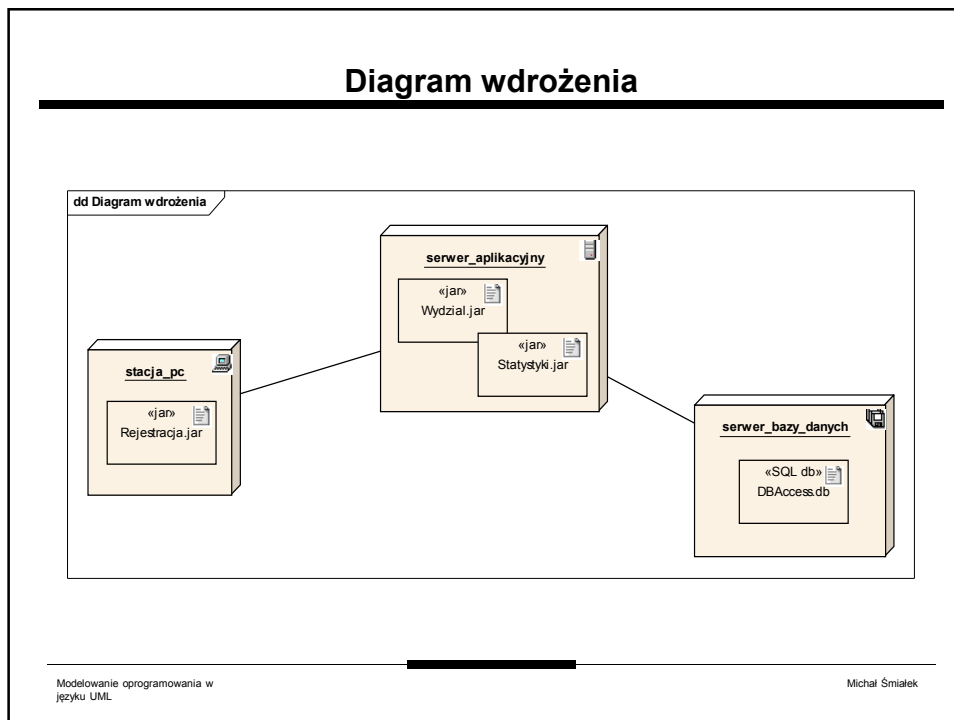 Diagram wdrożenia
dd Diagram wdrożenia
serwer_aplikacyjny
«jar»
Wydzial.jar
«jar»
Statystyki.jar
stacja_pc
«jar»
Rejestracja.jar
serwer_bazy_danych
«SQL db»
DBAccess.db
Modelowanie oprogramowania w
języku UML
Michał Śmiałek